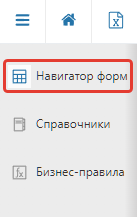 Навигатор форм
Справочники
Бизнес-правила